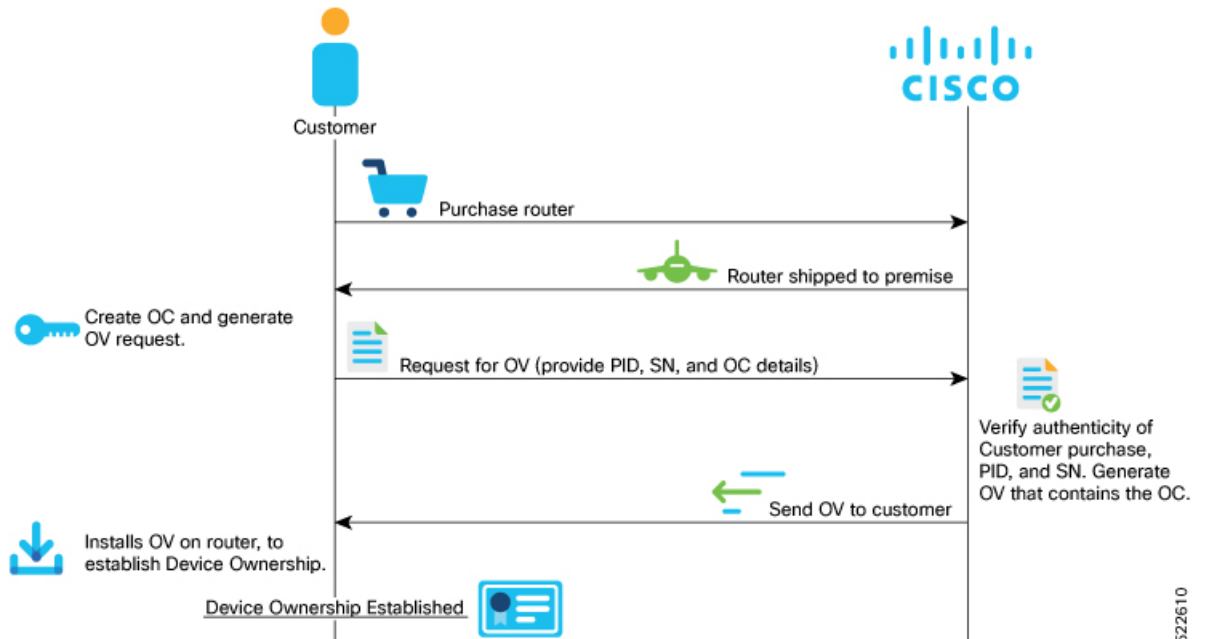 CISCO
Customer
Purchase router
Router shipped to premise
Create OC and generate
OV request.
Request for OV (provide PID, SN, and OC details)
Verify authenticity of
Customer purchase,
PID, and SN. Generate
OV that contains the OC.
Send OV to customer
Installs OV on router, to
establish Device Ownership.
Device Ownership Established
522610